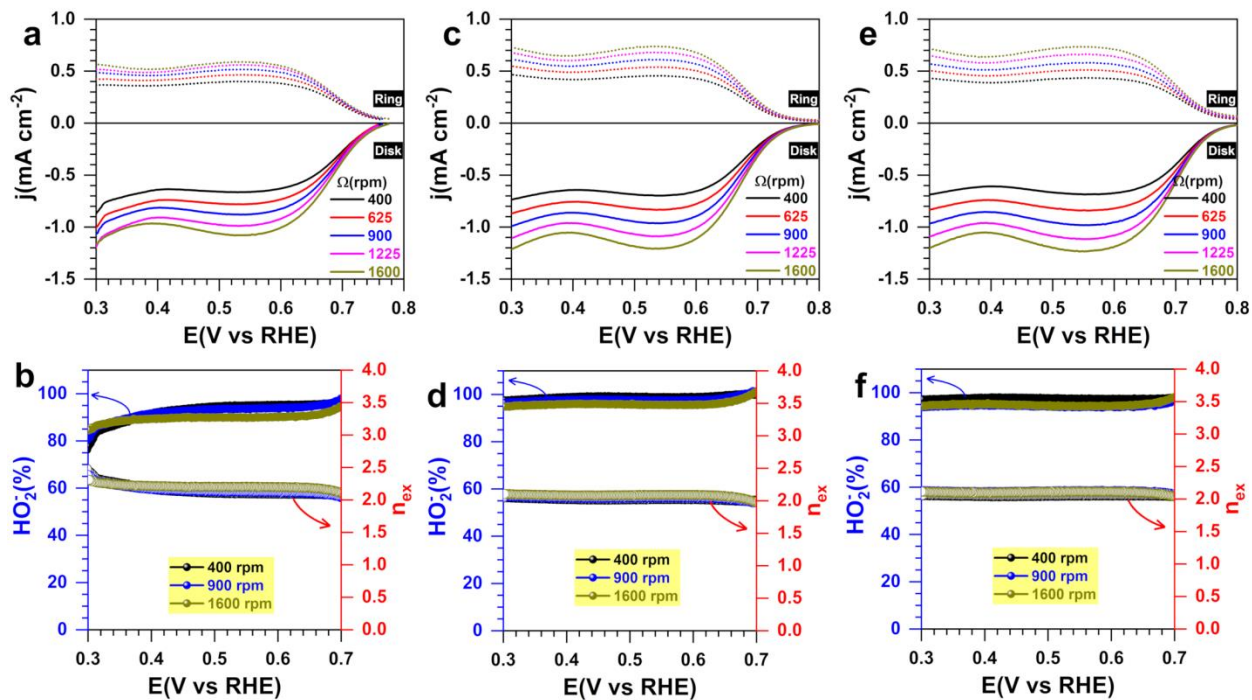 a
j(mA cm-2)
1.0
0.5
0.0
-0.5
-1.0
-1.5
Ring
Disk
Ω(rpm)
400
625
900
1225
1600
0.3 0.4 0.5 0.6 0.7 0.8
E(V vs RHE)
c
j(mA cm-2)
1.0
0.5
0.0
-0.5
-1.0
-1.5
Ring
Disk
Ω(rpm)
400
625
900
1225
1600
0.3 0.4 0.5 0.6 0.7 0.8
E(V vs RHE)
e
j(mA cm-2)
1.0
0.5
0.0
-0.5
-1.0
-1.5
Ring
Disk
Ω(rpm)
400
625
900
1225
1600
0.3 0.4 0.5 0.6 0.7 0.8
E(V vs RHE)
b
HO2-(%)
100
80
60
40
20
0
4.0
3.5
3.0
2.5
2.0
1.5
1.0
0.5
0.0
nex
400 rpm
900 rpm
1600 rpm
0.3 0.4 0.5 0.6 0.7
E(V vs RHE)
d
HO2-(%)
100
80
60
40
20
0
4.0
3.5
3.0
2.5
2.0
1.5
1.0
0.5
0.0
nex
400 rpm
900 rpm
1600 rpm
0.3 0.4 0.5 0.6 0.7
E(V vs RHE)
f
HO2-(%)
100
80
60
40
20
0
4.0
3.5
3.0
2.5
2.0
1.5
1.0
0.5
0.0
nex
400 rpm
900 rpm
1600 rpm
0.3 0.4 0.5 0.6 0.7
E(V vs RHE)